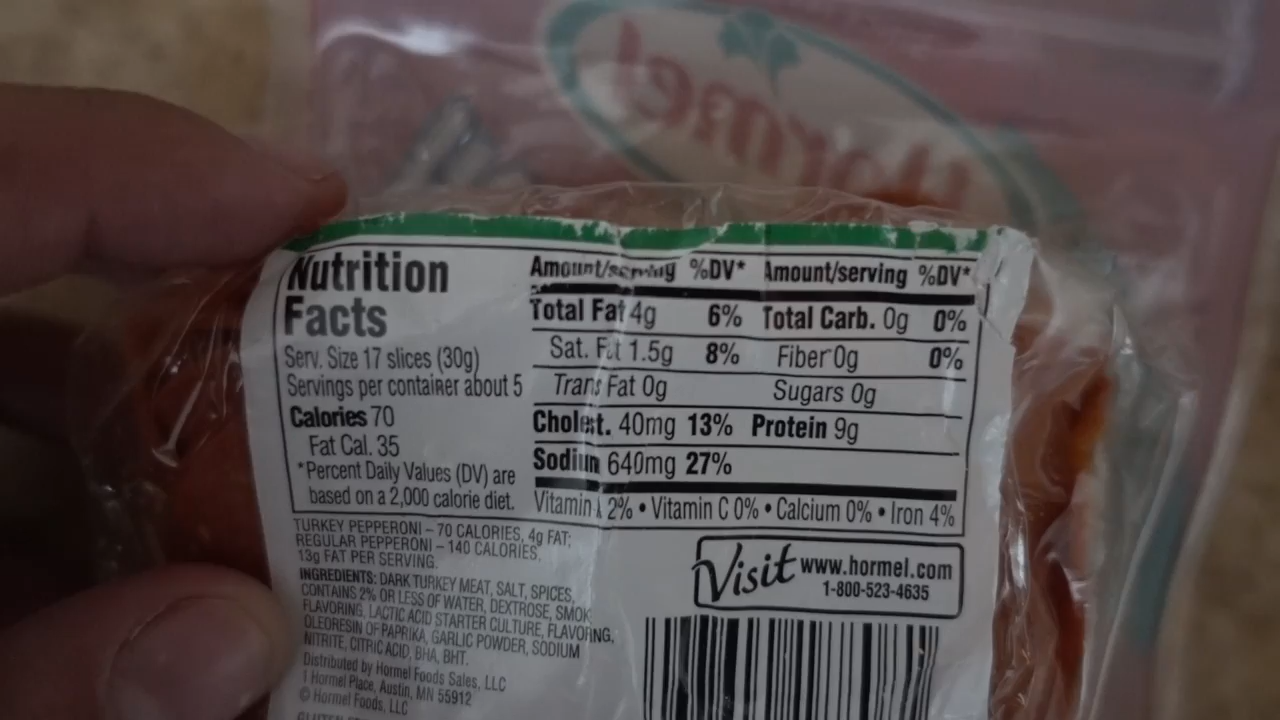 Hormel
Nutrition
Facts
Serv. Size 17 slices (30g)
Servings per container about 5
Calories 70
Fat Cal. 35
*Percent Daily Values (DV) are
based on a 2,000 calorie diet.
Amount/serving %DV* Amount/serving %DV*
Total Fat 4g 6% Total Carb. 0g 0%
Sat. Fat 1.5g 8% Fiber 0g 0%
Trans Fat 0g Sugars 0g
Cholest. 40mg 13% Protein 9g
Sodium 640mg 27%
Vitamin A 2% • Vitamin C 0% • Calcium 0% • Iron 4%
TURKEY PEPPERONI – 70 CALORIES, 4g FAT;
REGULAR PEPPERONI – 140 CALORIES,
13g FAT PER SERVING.
INGREDIENTS: DARK TURKEY MEAT, SALT, SPICES,
CONTAINS 2% OR LESS OF WATER, DEXTROSE, SMOKE
FLAVORING, LACTIC ACID STARTER CULTURE, FLAVORING,
OLEORESIN OF PAPRIKA, GARLIC POWDER, SODIUM
NITRITE, CITRIC ACID, BHA, BHT.
Distributed by Hormel Foods Sales, LLC
1 Hormel Place, Austin, MN 55912
© Hormel Foods, LLC
Visit www.hormel.com
1-800-523-4635